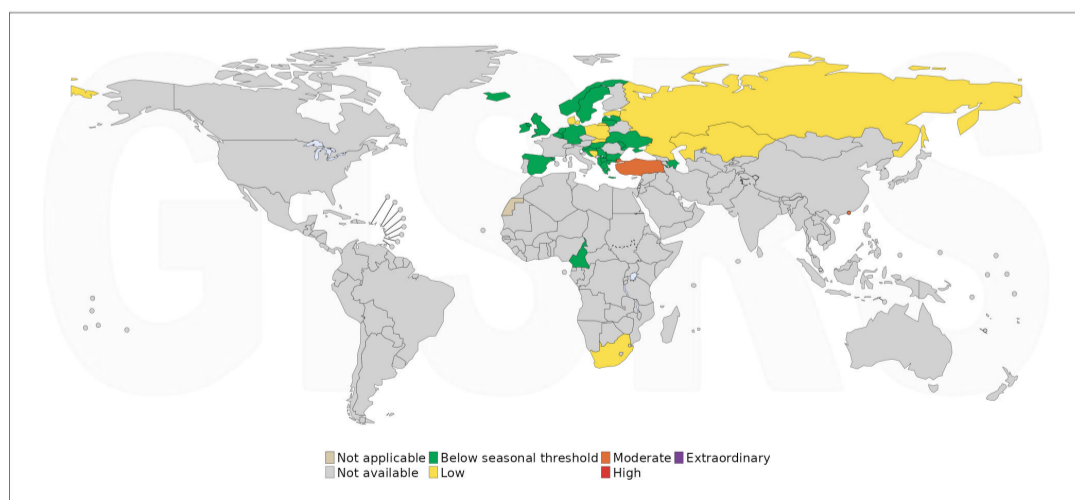 GISRS
Not applicable Below seasonal threshold Moderate Extraordinary
Not available Low High